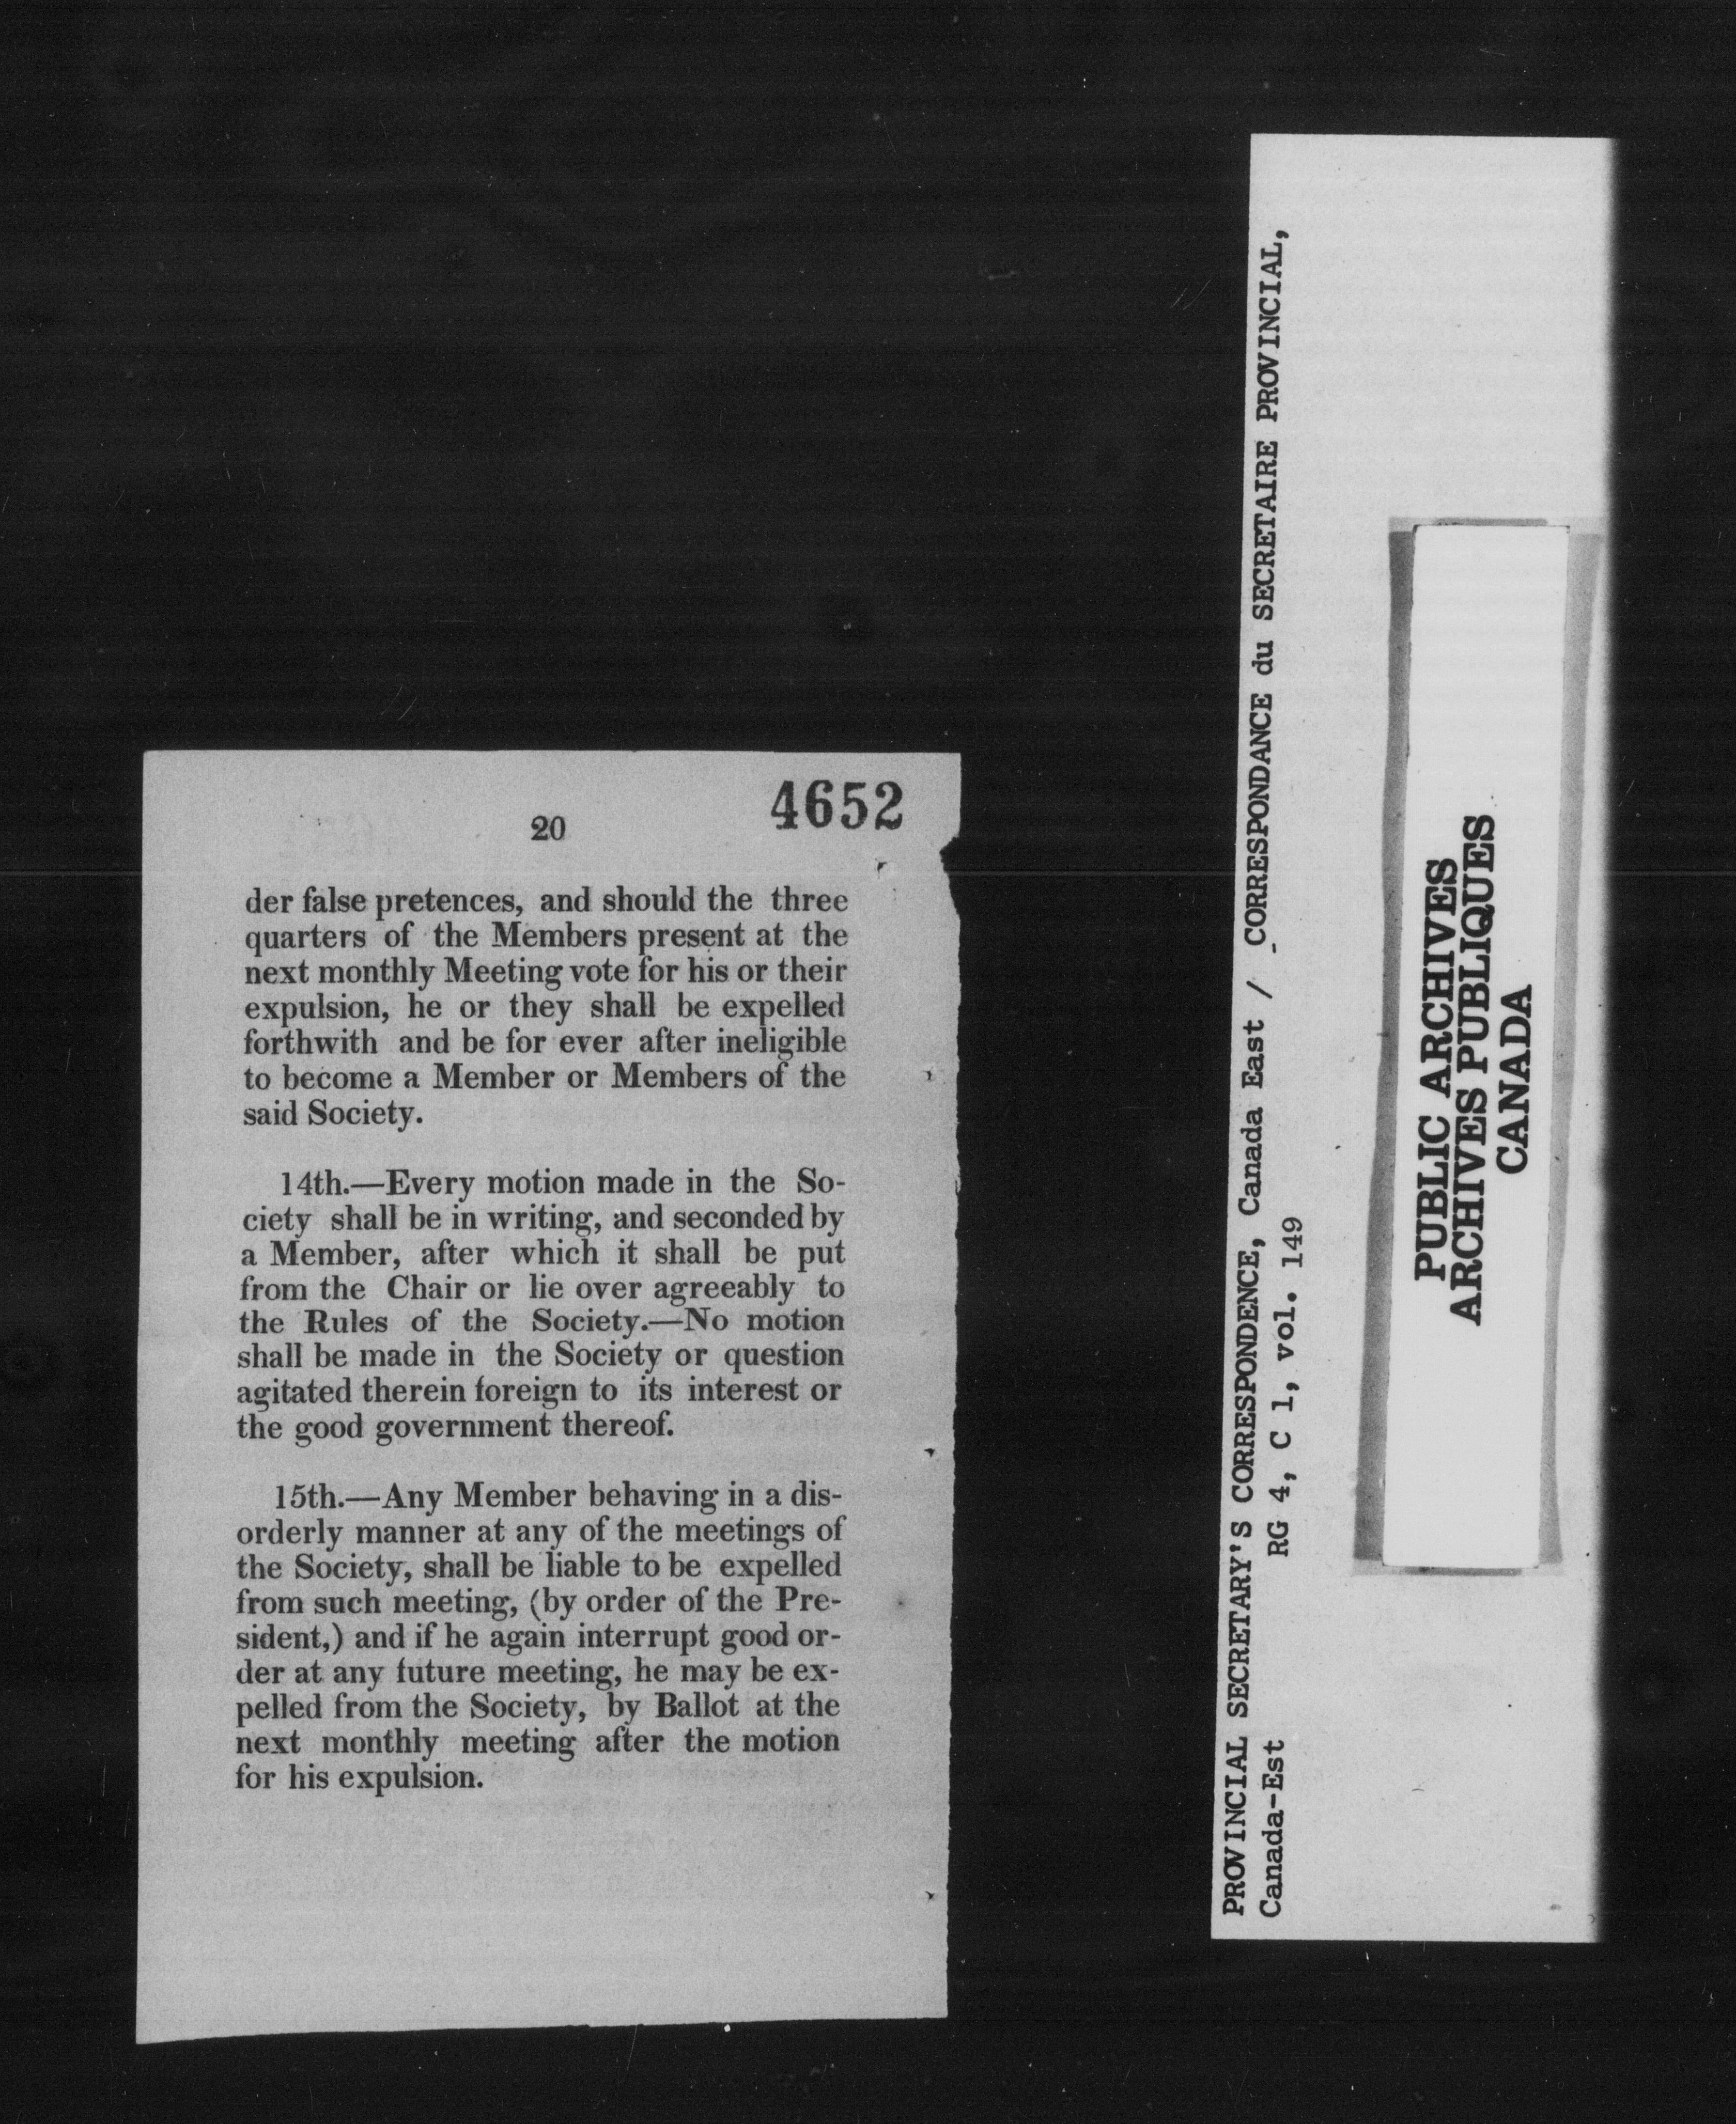 4652
20
der false pretences, and should the three
quarters of the Members present at the
next monthly Meeting vote for his or their
expulsion, he or they shall be expelled
forthwith and be for ever after ineligible
to become a Member or Members of the
said Society.
14th.—Every motion made in the So-
ciety shall be in writing, and seconded by
a Member, after which it shall be put
from the Chair or lie over agreeably to
the Rules of the Society.—No motion
shall be made in the Society or question
agitated therein foreign to its interest or
the good government thereof.
15th.—Any Member behaving in a dis-
orderly manner at any of the meetings of
the Society, shall be liable to be expelled
from such meeting, (by order of the Pre-
sident,) and if he again interrupt good or-
der at any future meeting, he may be ex-
pelled from the Society, by Ballot at the
next monthly meeting after the motion
for his expulsion.
PROVINCIAL SECRETARY'S CORRESPONDENCE, Canada East / CORRESPONDANCE du SECRETAIRE PROVINCIAL,
Canada-Est RG 4, C 1, vol. 149
PUBLIC ARCHIVES
ARCHIVES PUBLIQUES
CANADA